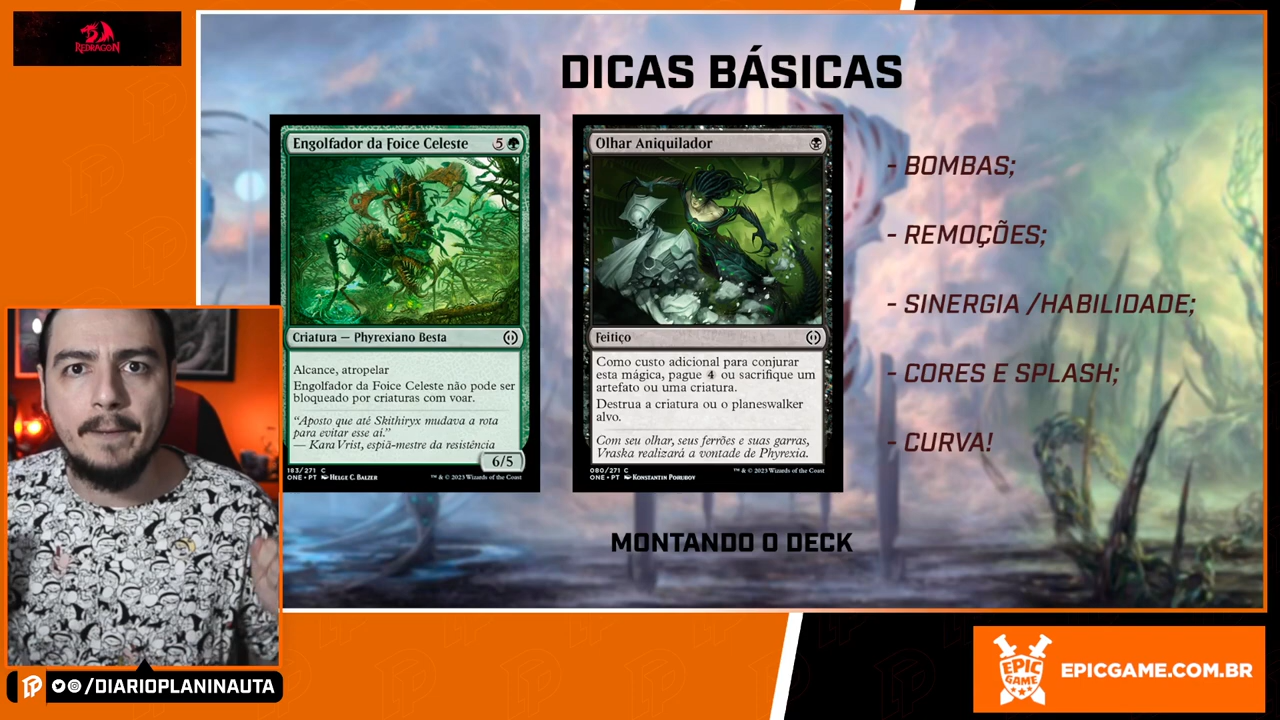 REDRAGON
DICAS BÁSICAS
Engolfador da Foice Celeste 5
Criatura — Phyrexiano Besta
Alcance, atropelar
Engolfador da Foice Celeste não pode ser
bloqueado por criaturas com voar.
“Aposto que até Skithiryx mudava a rota
para evitar esse aí.”
— Kara Vrist, espiã-mestre da resistência
6/5
183/271 C
ONE • PT HELGE C. BALZER
™ & © 2023 Wizards of the Coast
Olhar Aniquilador
Feitiço
Como custo adicional para conjurar
esta mágica, pague 4 ou sacrifique um
artefato ou uma criatura.
Destrua a criatura ou o planeswalker
alvo.
Com seu olhar, seus ferrões e suas garras,
Vraska realizará a vontade de Phyrexia.
080/271 C
ONE • PT KONSTANTIN PORUBOV
™ & © 2023 Wizards of the Coast
- BOMBAS;
- REMOÇÕES;
- SINERGIA /HABILIDADE;
- CORES E SPLASH;
- CURVA!
MONTANDO O DECK
/DIARIOPLANINAUTA
EPIC
GAME
EPICGAME.COM.BR